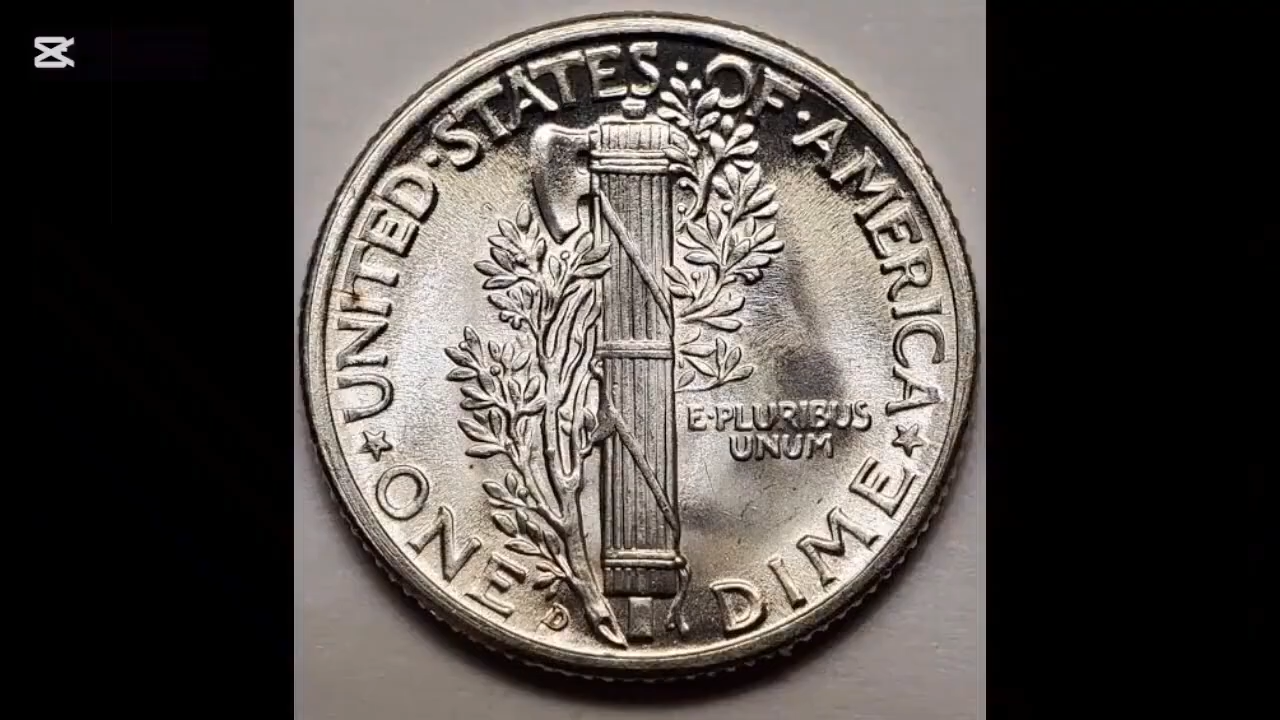 UNITED·STATES·OF·AMERICA
E·PLURIBUS
UNUM
ONE DIME
D